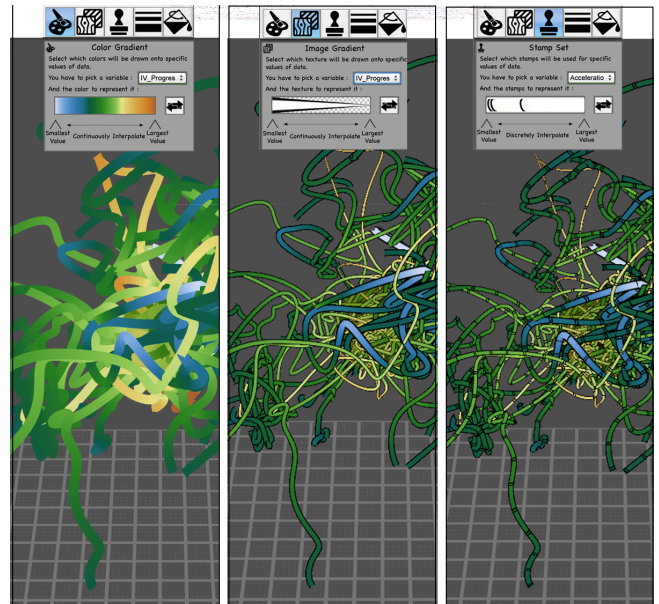 Color Gradient
Select which colors will be drawn onto specific
values of data.
You have to pick a variable :
IV_Progres
And the color to represent it :
Smallest
Value
Continuously Interpolate
Largest
Value
Image Gradient
Select which texture will be drawn onto specific
values of data.
You have to pick a variable :
IV_Progres
And the texture to represent it :
Smallest
Value
Continuously Interpolate
Largest
Value
Stamp Set
Select which stamps will be used for specific
values of data.
You have to pick a variable :
Acceleratio
And the stamps to represent it :
Smallest
Value
Discretely Interpolate
Largest
Value